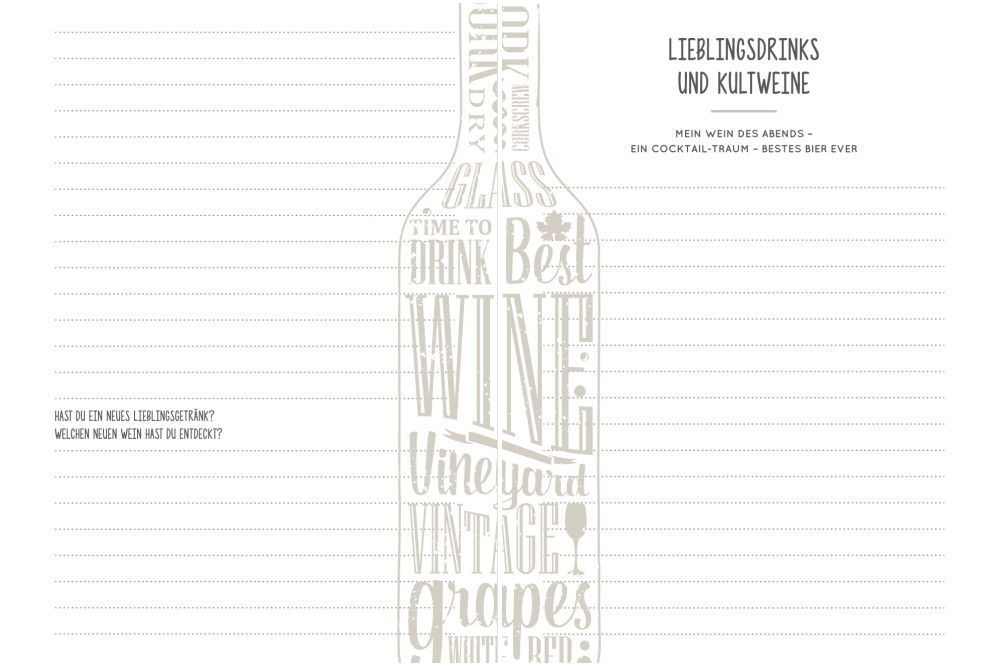 LIEBLINGSDRINKS
UND KULTWEINE
MEIN WEIN DES ABENDS –
EIN COCKTAIL-TRAUM – BESTES BIER EVER
HAST DU EIN NEUES LIEBLINGSGETRÄNK?
WELCHEN NEUEN WEIN HAST DU ENTDECKT?
DRY
CORKSCREW
GLASS
TIME TO
DRINK
Best
WINE
Vineyard
VINTAGE
grapes
WHITE RED